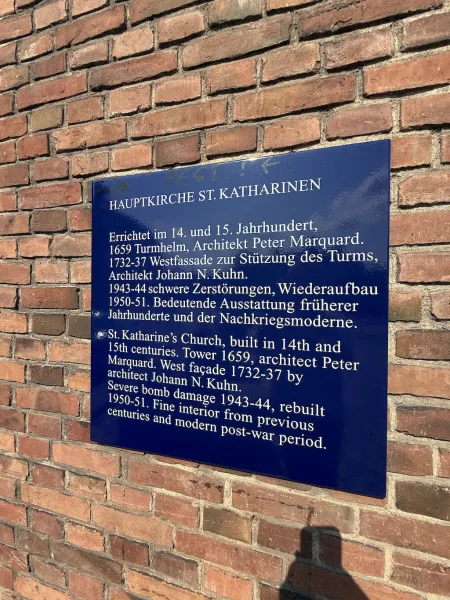 HAUPTKIRCHE ST. KATHARINEN
Errichtet im 14. und 15. Jahrhundert,
1659 Turmhelm, Architekt Peter Marquard.
1732-37 Westfassade zur Stützung des Turms,
Architekt Johann N. Kuhn.
1943-44 schwere Zerstörungen, Wiederaufbau
1950-51. Bedeutende Ausstattung früherer
Jahrhunderte und der Nachkriegsmoderne.
St. Katharine's Church, built in 14th and
15th centuries. Tower 1659, architect Peter
Marquard. West façade 1732-37 by
architect Johann N. Kuhn.
Severe bomb damage 1943-44, rebuilt
1950-51. Fine interior from previous
centuries and modern post-war period.